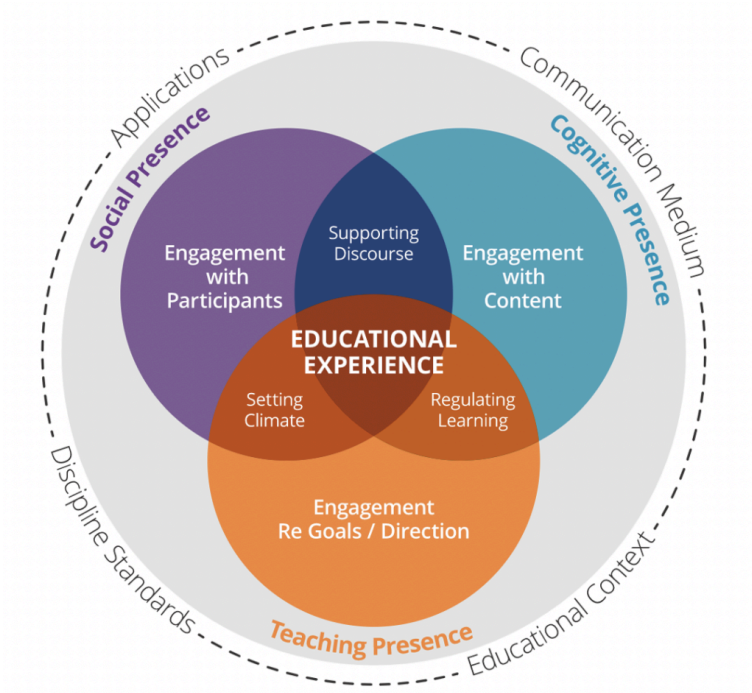 Applications
Communication Medium
Social Presence
Cognitive Presence
Supporting
Discourse
Engagement
with
Participants
Engagement
with
Content
EDUCATIONAL
EXPERIENCE
Setting
Climate
Regulating
Learning
Engagement
Re Goals / Direction
Teaching Presence
Discipline Standards
Educational Context